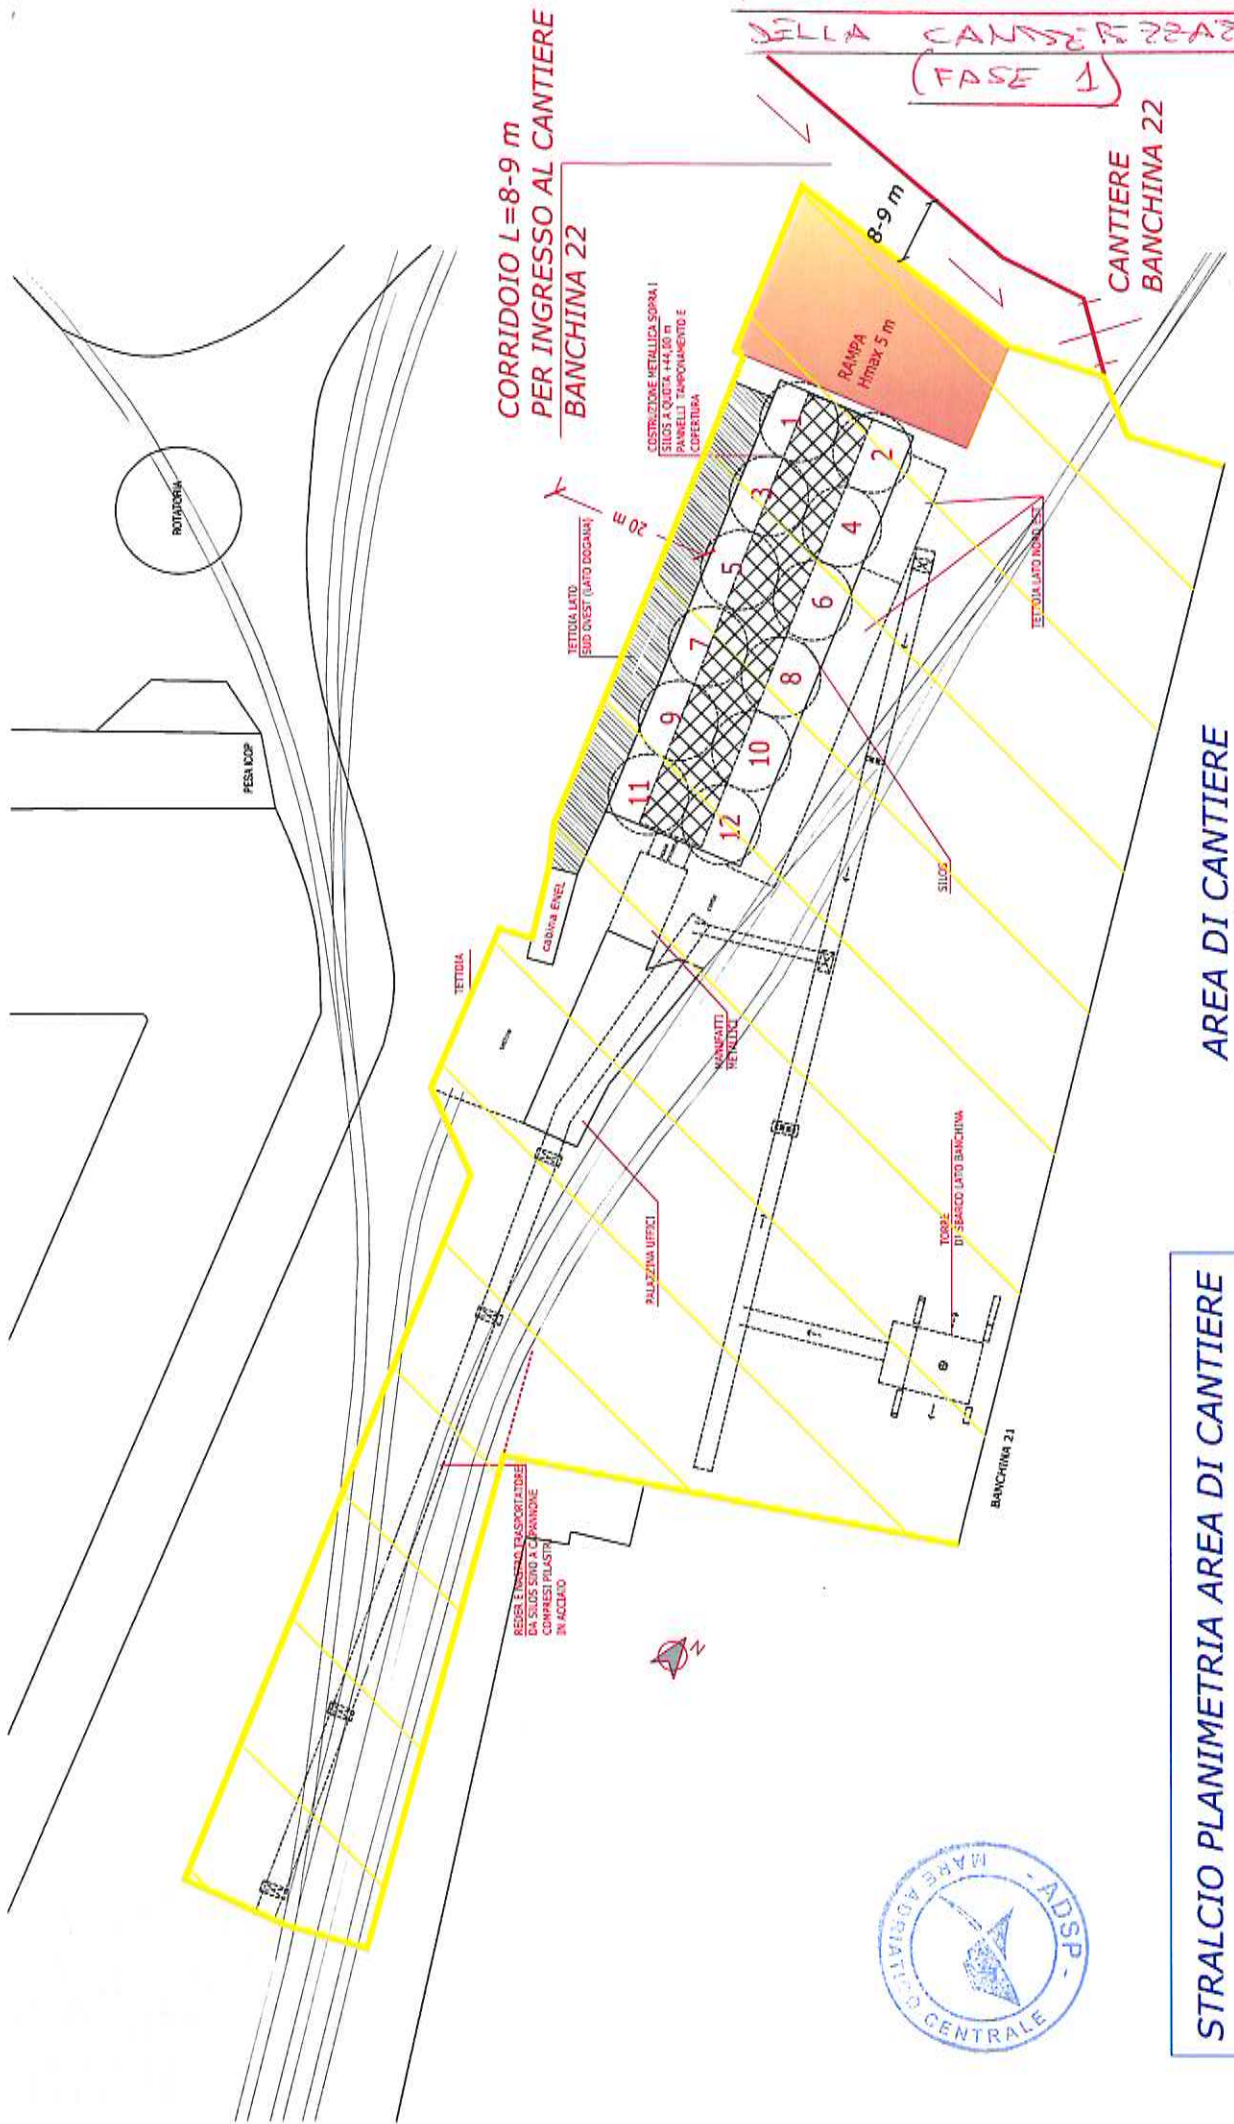 DELLA
(FASE 1)
CORRIDOIO L=8-9 m
PER INGRESSO AL CANTIERE
BANCHINA 22
8-9 m
CANTIERE
BANCHINA 22
RAMPA
Hmax 5 m
COSTRUZIONE METALLICA SOPRA I
SILOS A QUOTA +44,00 m
PANNELLI TAMPONAMENTO E
COPERTURA
ROTATORIA
20 m
TETTOIA LATO
SUD OVEST (LATO DOGANA)
PESA ICOP
1
2
3
4
5
6
7
8
9
10
11
12
TETTOIA LATO NORD EST
SILOS
cabina ENEL
TETTOIA
MANUFATTI
METALLICI
PALAZZINA UFFICI
TORRE
DI SBARCO LATO BANCHINA
BANCHINA 21
REDER E NASTRO TRASPORTATORE
DA SILOS SUVO A CAPANNONE
COMPRESI PILASTRI
IN ACCIAIO
N
- ADSP -
MARE ADRIATICO CENTRALE
AREA DI CANTIERE
STRALCIO PLANIMETRIA AREA DI CANTIERE